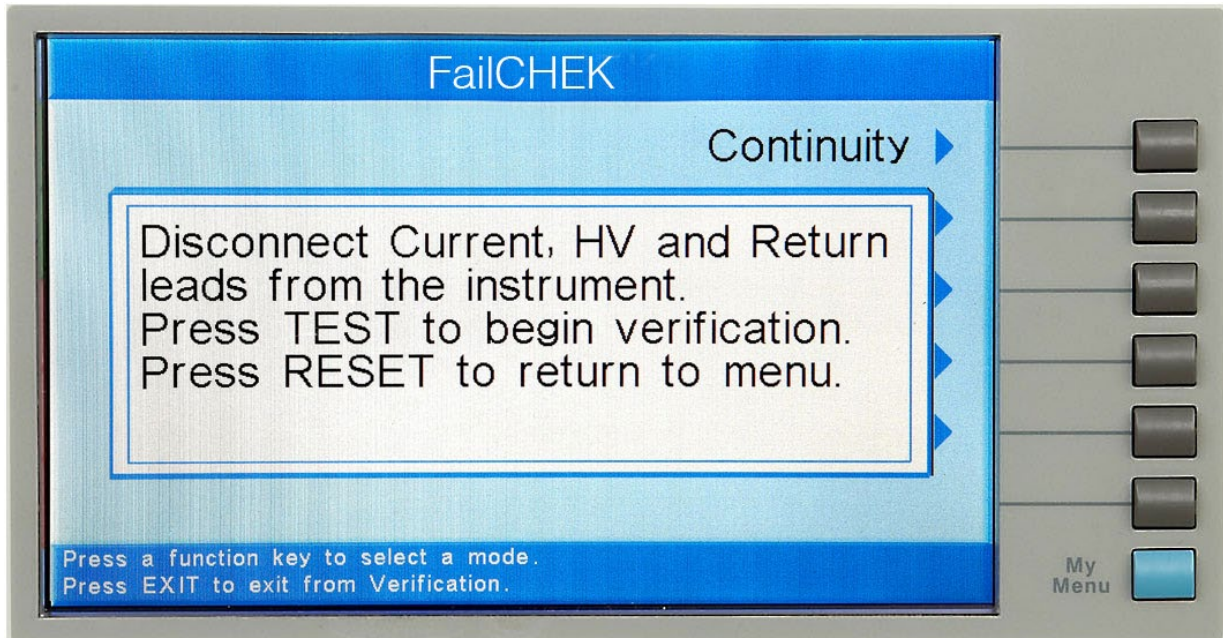 FailCHEK
Continuity
Disconnect Current, HV and Return
leads from the instrument.
Press TEST to begin verification.
Press RESET to return to menu.
Press a function key to select a mode.
Press EXIT to exit from Verification.
My
Menu